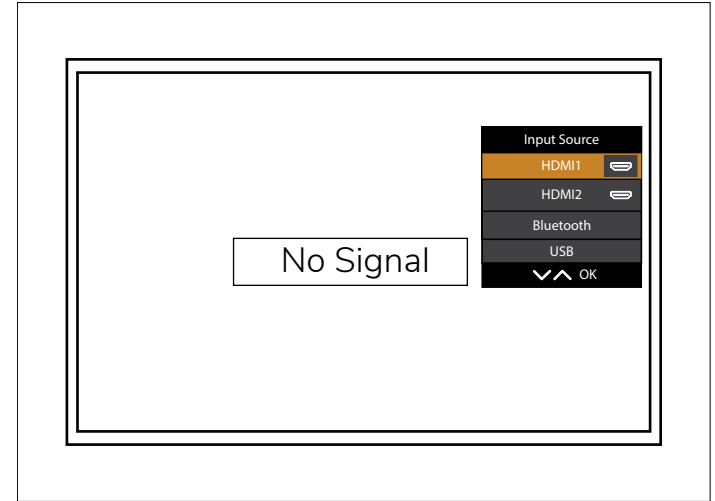 Input Source
HDMI1
HDMI2
Bluetooth
USB
OK
No Signal